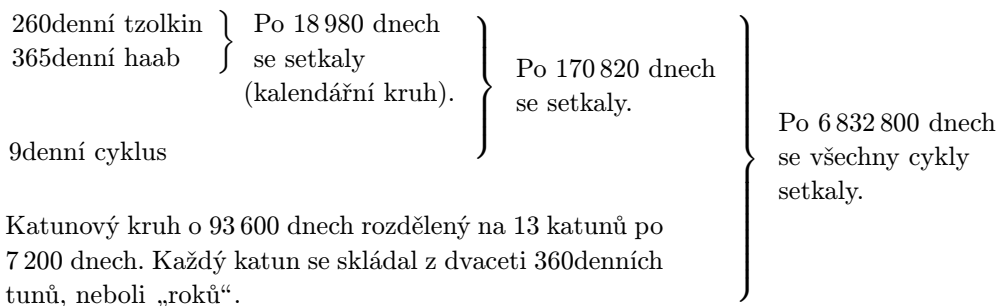 260denní tzolkin
365denní haab
Po 18 980 dnech
se setkaly
(kalendářní kruh).
9denní cyklus
Po 170 820 dnech
se setkaly.
Katunový kruh o 93 600 dnech rozdělený na 13 katunů po
7 200 dnech. Každý katun se skládal z dvaceti 360denních
tunů, neboli „roků“.
Po 6 832 800 dnech
se všechny cykly
setkaly.